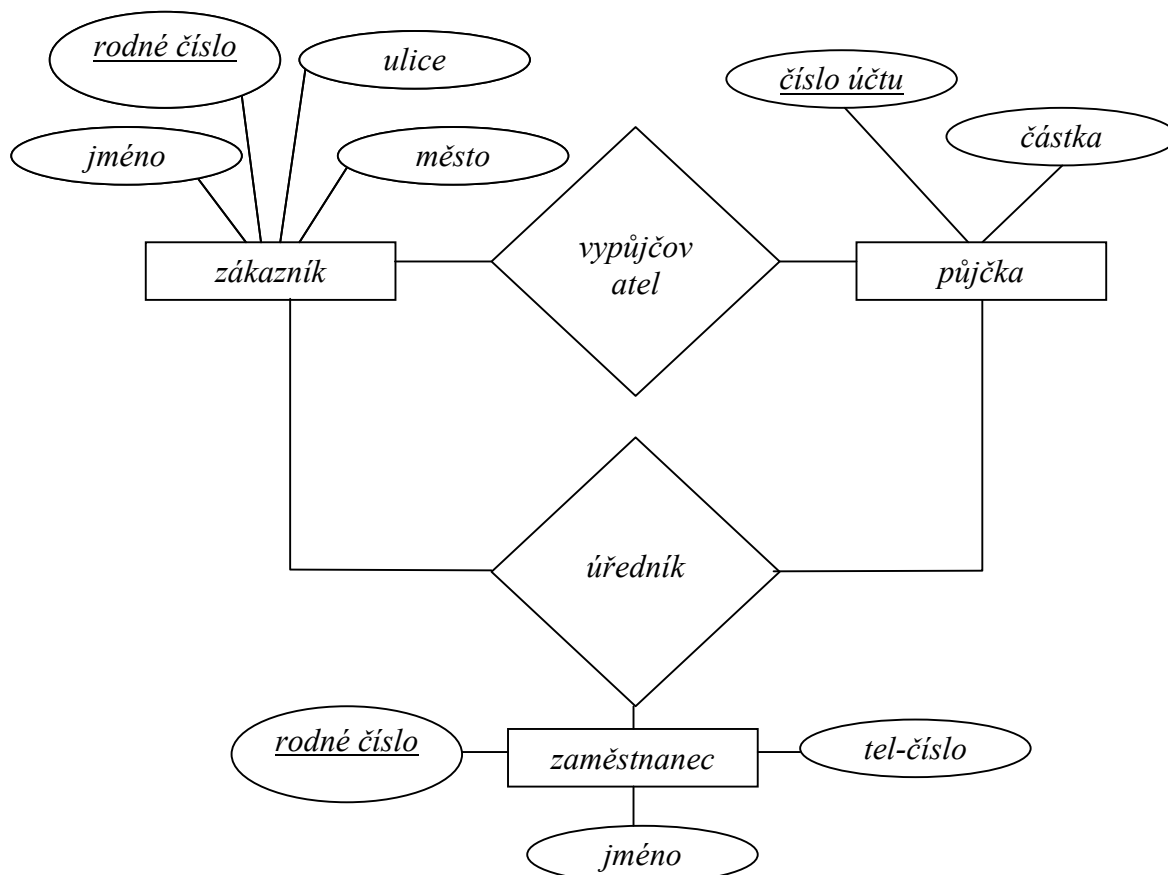 rodné číslo
ulice
číslo účtu
jméno
město
částka
zákazník
vypůjčov
atel
půjčka
úředník
rodné číslo
zaměstnanec
tel-číslo
jméno